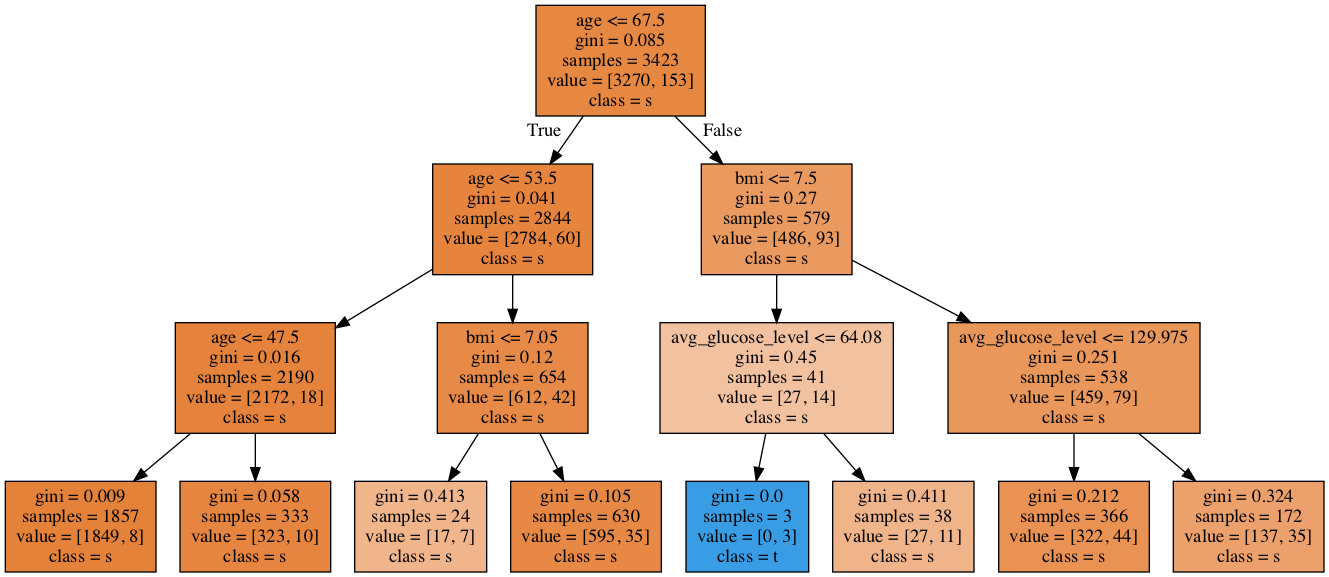 age <= 67.5
gini = 0.085
samples = 3423
value = [3270, 153]
class = s
True
False
age <= 53.5
gini = 0.041
samples = 2844
value = [2784, 60]
class = s
bmi <= 7.5
gini = 0.27
samples = 579
value = [486, 93]
class = s
age <= 47.5
gini = 0.016
samples = 2190
value = [2172, 18]
class = s
bmi <= 7.05
gini = 0.12
samples = 654
value = [612, 42]
class = s
avg_glucose_level <= 64.08
gini = 0.45
samples = 41
value = [27, 14]
class = s
avg_glucose_level <= 129.975
gini = 0.251
samples = 538
value = [459, 79]
class = s
gini = 0.009
samples = 1857
value = [1849, 8]
class = s
gini = 0.058
samples = 333
value = [323, 10]
class = s
gini = 0.413
samples = 24
value = [17, 7]
class = s
gini = 0.105
samples = 630
value = [595, 35]
class = s
gini = 0.0
samples = 3
value = [0, 3]
class = t
gini = 0.411
samples = 38
value = [27, 11]
class = s
gini = 0.212
samples = 366
value = [322, 44]
class = s
gini = 0.324
samples = 172
value = [137, 35]
class = s